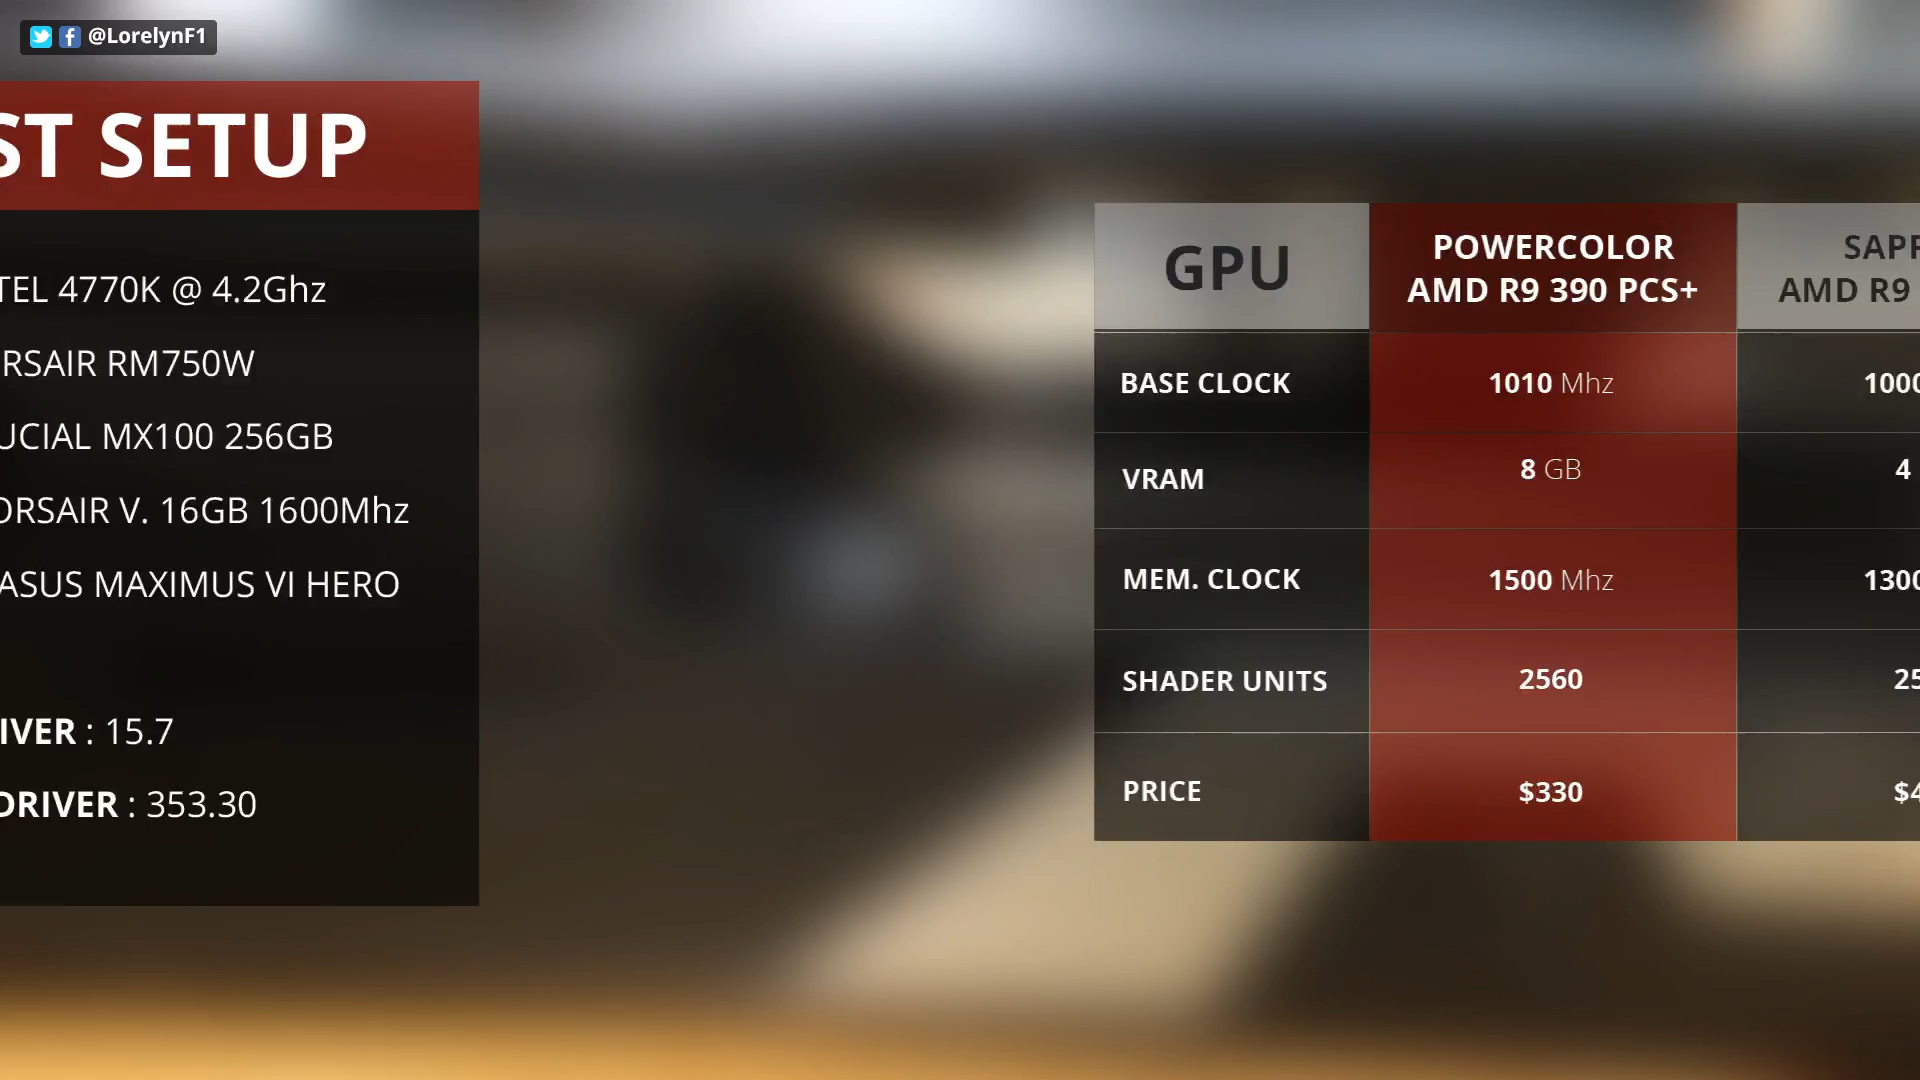 @LorelynF1
ST SETUP
TEL 4770K @ 4.2Ghz
RSAIR RM750W
UCIAL MX100 256GB
ORSAIR V. 16GB 1600Mhz
ASUS MAXIMUS VI HERO
IVER : 15.7
DRIVER : 353.30
GPU
POWERCOLOR
AMD R9 390 PCS+
SAPF
AMD R9
BASE CLOCK
1010 Mhz
1000
VRAM
8 GB
4
MEM. CLOCK
1500 Mhz
1300
SHADER UNITS
2560
25
PRICE
$330
$4